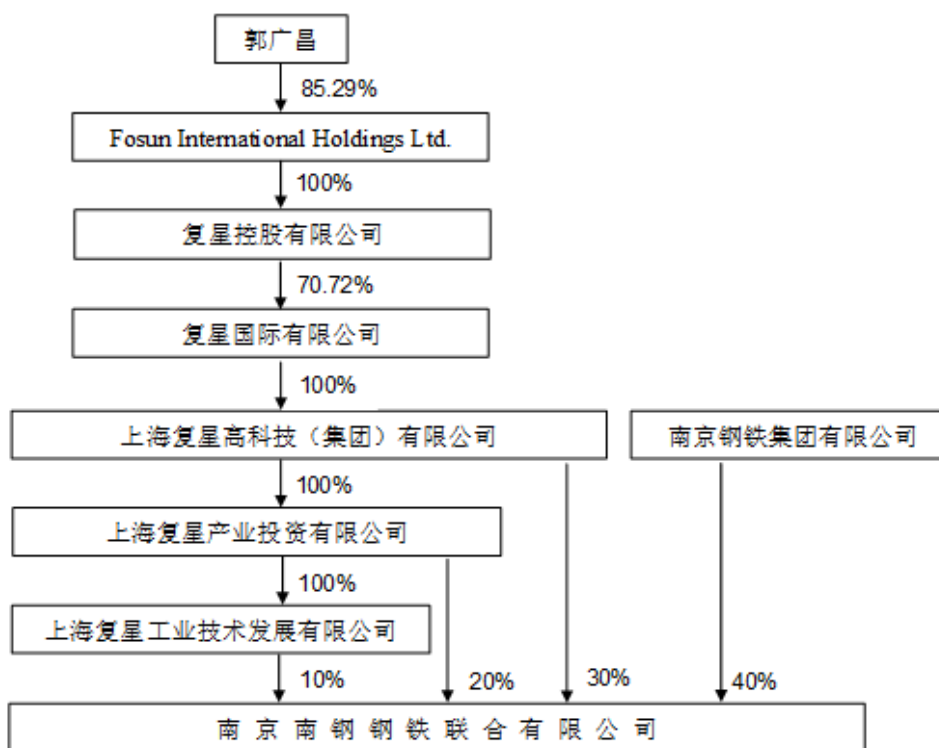 郭广昌
85.29%
Fosun International Holdings Ltd.
100%
复星控股有限公司
70.72%
复星国际有限公司
100%
上海复星高科技（集团）有限公司
南京钢铁集团有限公司
100%
上海复星产业投资有限公司
100%
上海复星工业技术发展有限公司
10%
20%
30%
40%
南京南钢钢铁联合有限公司